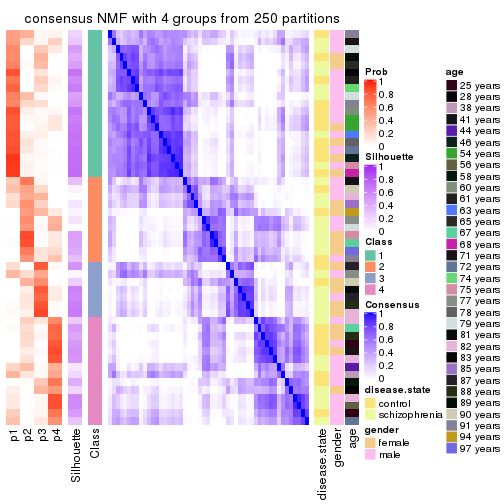 consensus NMF with 4 groups from 250 partitions
p1
p2
p3
p4
Silhouette
Class
disease.state
gender
age
Prob
1
0.8
0.6
0.4
0.2
0
Silhouette
1
0.8
0.6
0.4
0.2
0
Class
1
2
3
4
Consensus
1
0.8
0.6
0.4
0.2
0
disease.state
control
schizophrenia
gender
female
male
age
25 years
28 years
38 years
41 years
44 years
46 years
54 years
56 years
58 years
60 years
61 years
63 years
65 years
67 years
68 years
71 years
72 years
74 years
75 years
77 years
78 years
79 years
81 years
82 years
83 years
85 years
87 years
88 years
89 years
90 years
91 years
94 years
97 years